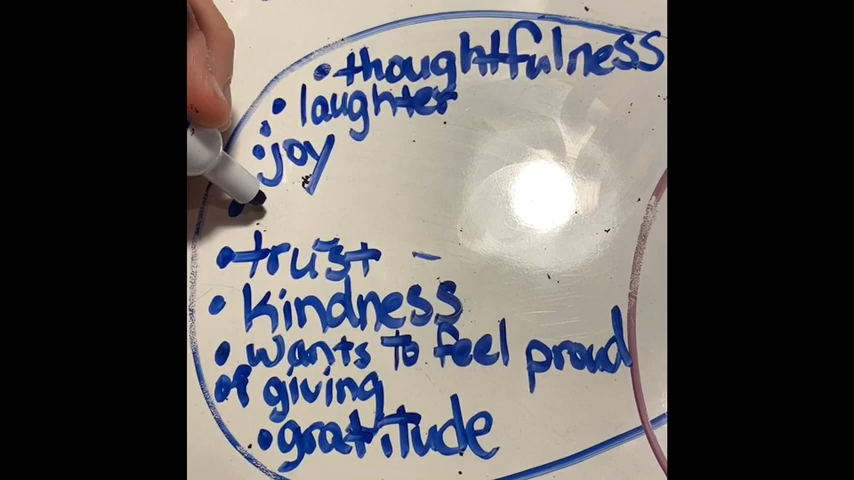 • thoughtfulness
• laughter
• joy
•
• trust
• kindness
• wants to feel proud
of giving
• gratitude